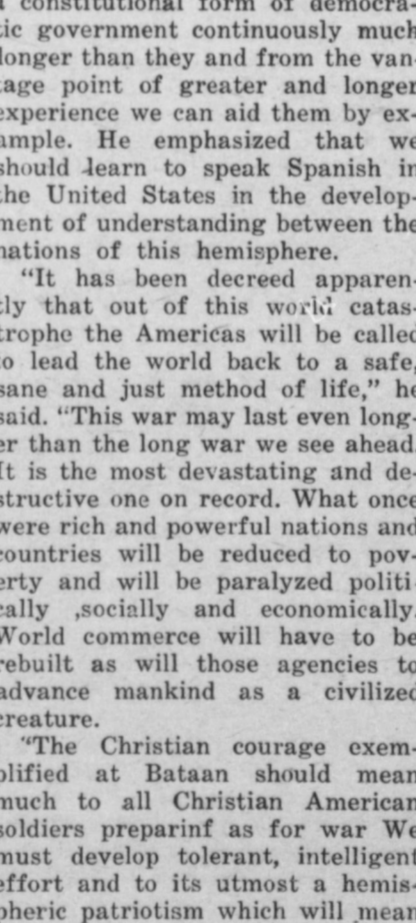 a constitutional form of democra-
tic government continuously much
longer than they and from the van-
tage point of greater and longer
experience we can aid them by ex-
ample. He emphasized that we
should learn to speak Spanish in
the United States in the develop-
ment of understanding between the
nations of this hemisphere.
"It has been decreed apparen-
tly that out of this world catas-
trophe the Americas will be called
to lead the world back to a safe,
sane and just method of life," he
said. "This war may last even long-
er than the long war we see ahead.
It is the most devastating and de-
structive one on record. What once
were rich and powerful nations and
countries will be reduced to pov-
erty and will be paralyzed politi-
cally ,socially and economically.
World commerce will have to be
rebuilt as will those agencies to
advance mankind as a civilized
creature.
"The Christian courage exem-
plified at Bataan should mean
much to all Christian American
soldiers preparinf as for war We
must develop tolerant, intelligent
effort and to its utmost a hemis-
pheric patriotism which will mean